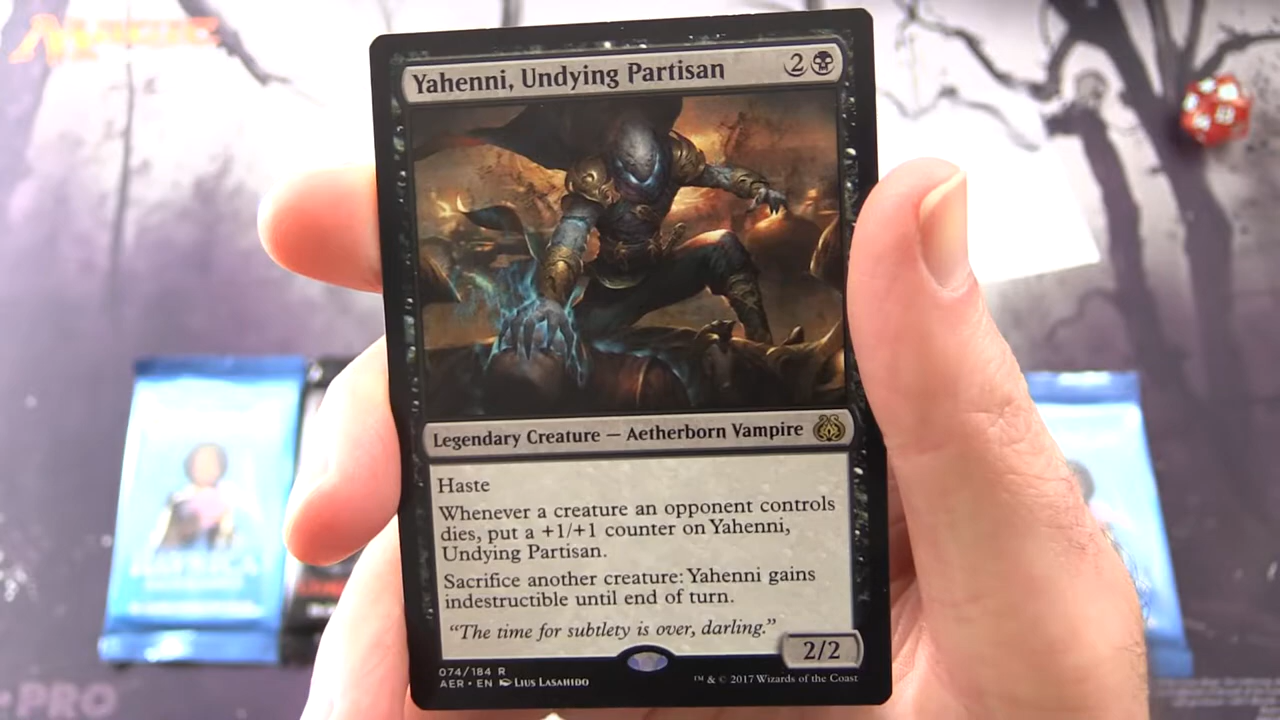 Yahenni, Undying Partisan 2
Legendary Creature — Aetherborn Vampire
Haste
Whenever a creature an opponent controls
dies, put a +1/+1 counter on Yahenni,
Undying Partisan.
Sacrifice another creature: Yahenni gains
indestructible until end of turn.
“The time for subtlety is over, darling.”
2/2
074/184 R
AER • EN Lius Lasahido
™ & © 2017 Wizards of the Coast
PRO